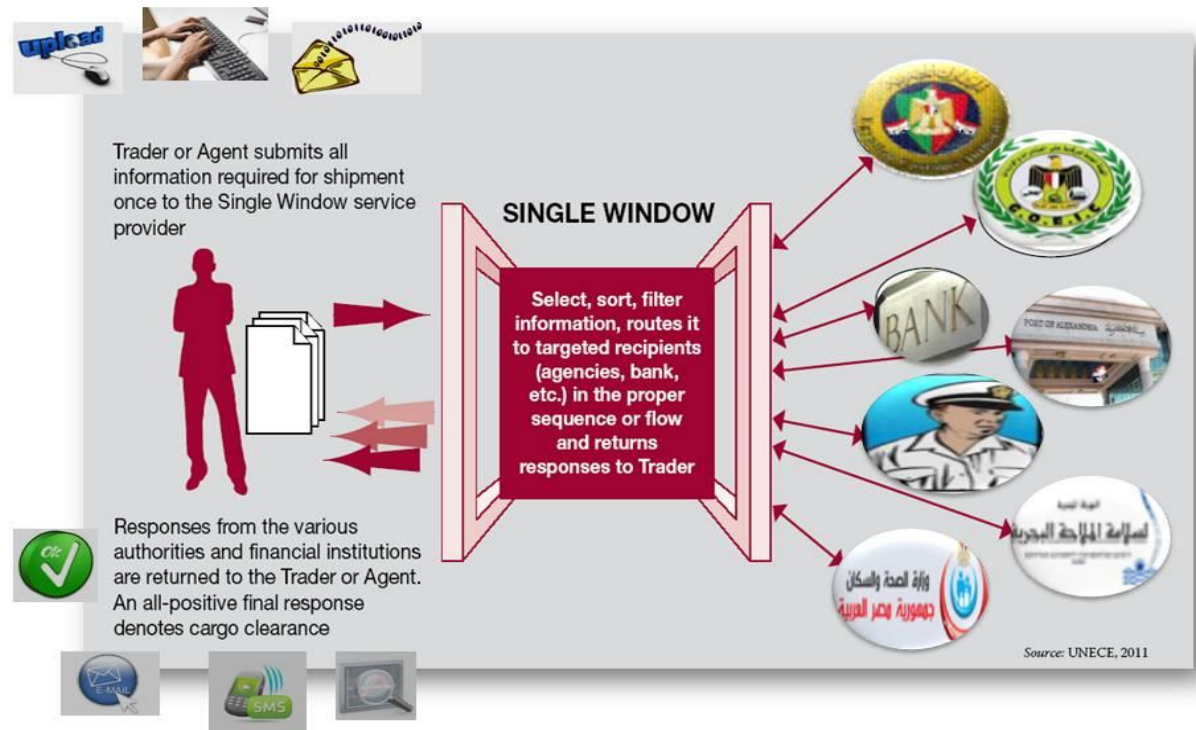 upload
Trader or Agent submits all
information required for shipment
once to the Single Window service
provider
SINGLE WINDOW
Select, sort, filter
information, routes it
to targeted recipients
(agencies, bank,
etc.) in the proper
sequence or flow
and returns
responses to Trader
G.O.E.I.C
BANK
PORT OF ALEXANDRIA
لسلامة الملاحة البحرية
وزارة الصحة والسكان
جمهورية مصر العربية
Ok
Responses from the various
authorities and financial institutions
are returned to the Trader or Agent.
An all-positive final response
denotes cargo clearance
Source: UNECE, 2011
E-MAIL
SMS